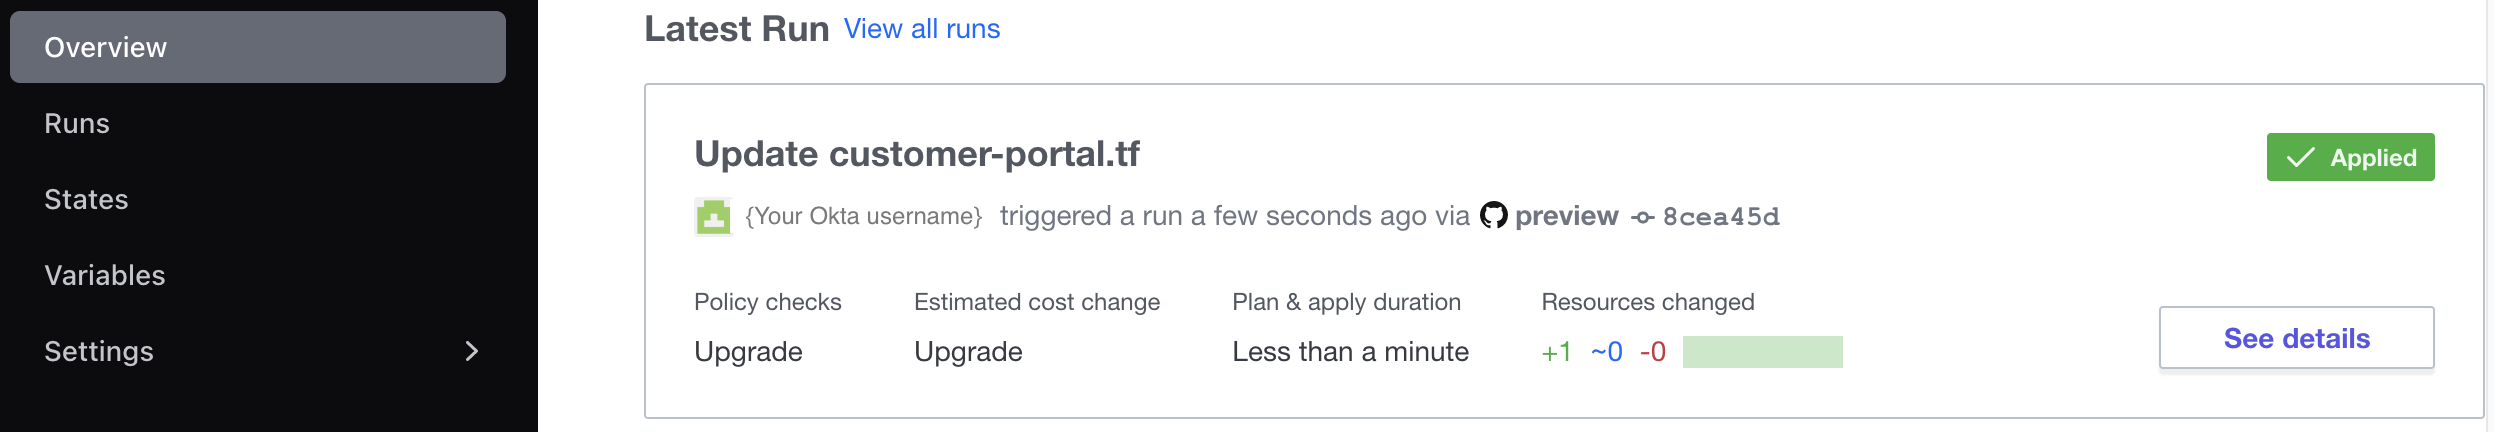 Overview
Runs
States
Variables
Settings
Latest Run View all runs
Update customer-portal.tf
Applied
{Your Okta username} triggered a run a few seconds ago via preview 8cea45d
Policy checks Estimated cost change Plan & apply duration Resources changed
Upgrade Upgrade Less than a minute +1 ~0 -0
See details